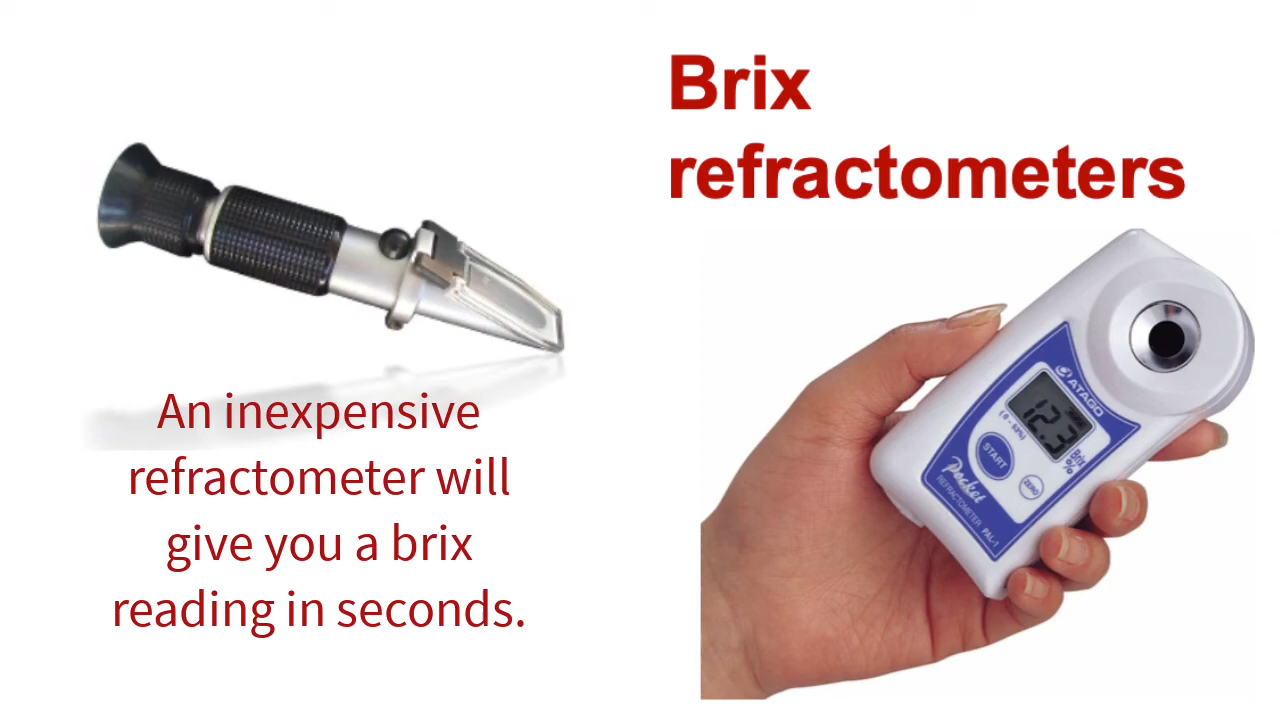 Brix
refractometers
An inexpensive
refractometer will
give you a brix
reading in seconds.
ATAGO
12.3
Brix
%
START
ZERO
Pocket
REFRACTOMETER PAL-1